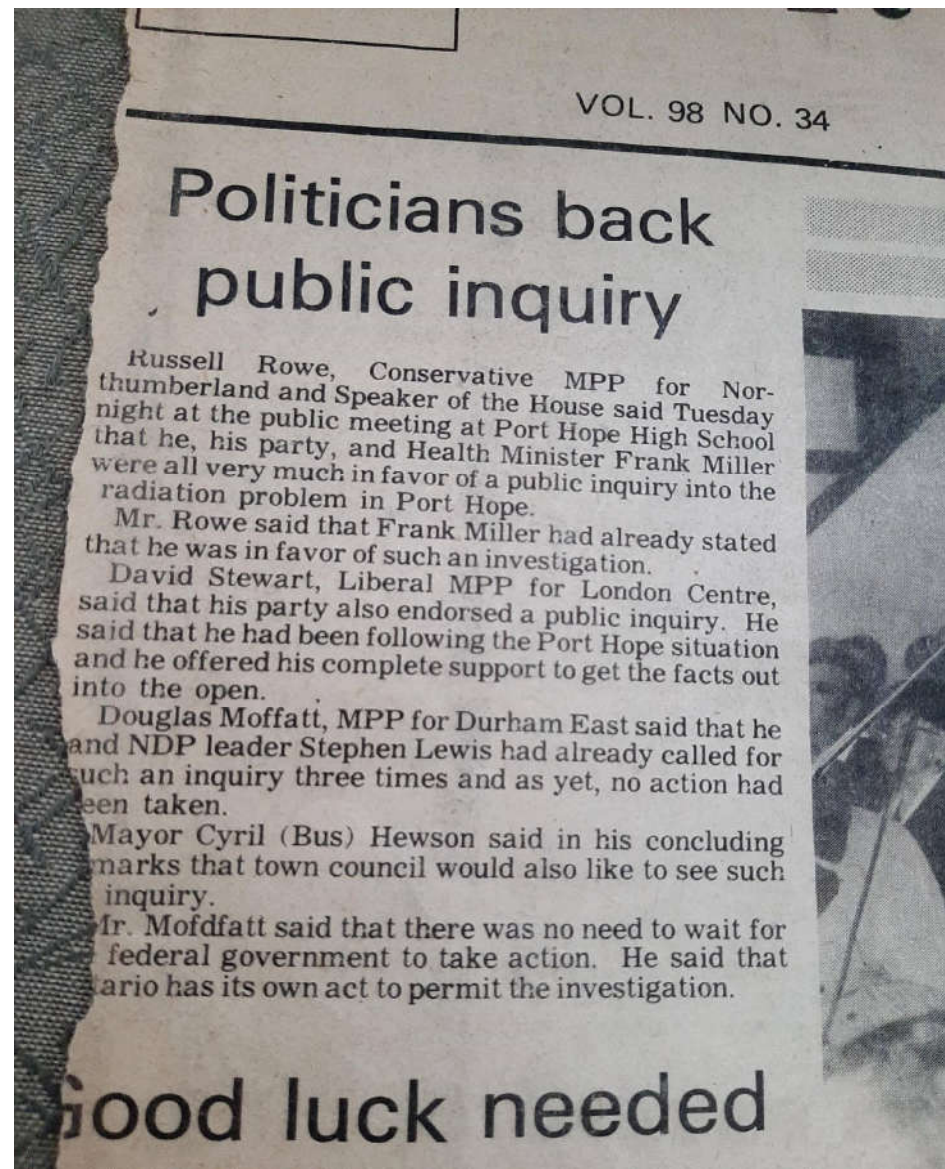 VOL. 98 NO. 34
Politicians back
public inquiry
Russell Rowe, Conservative MPP for Nor-
thumberland and Speaker of the House said Tuesday
night at the public meeting at Port Hope High School
that he, his party, and Health Minister Frank Miller
were all very much in favor of a public inquiry into the
radiation problem in Port Hope.
Mr. Rowe said that Frank Miller had already stated
that he was in favor of such an investigation.
David Stewart, Liberal MPP for London Centre,
said that his party also endorsed a public inquiry. He
said that he had been following the Port Hope situation
and he offered his complete support to get the facts out
into the open.
Douglas Moffatt, MPP for Durham East said that he
and NDP leader Stephen Lewis had already called for
uch an inquiry three times and as yet, no action had
een taken.
Mayor Cyril (Bus) Hewson said in his concluding
marks that town council would also like to see such
inquiry.
Mr. Mofdfatt said that there was no need to wait for
federal government to take action. He said that
tario has its own act to permit the investigation.
Good luck needed